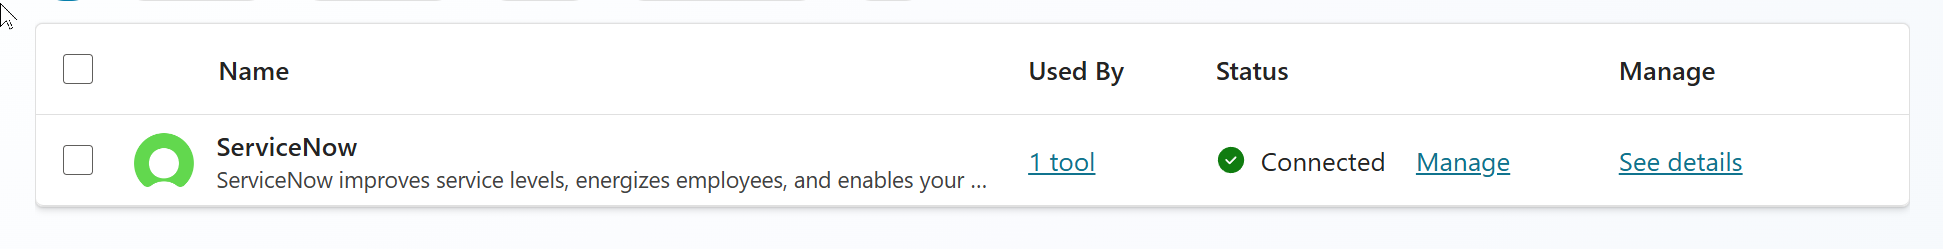 Name Used By Status Manage
ServiceNow
ServiceNow improves service levels, energizes employees, and enables your ...
1 tool Connected Manage See details